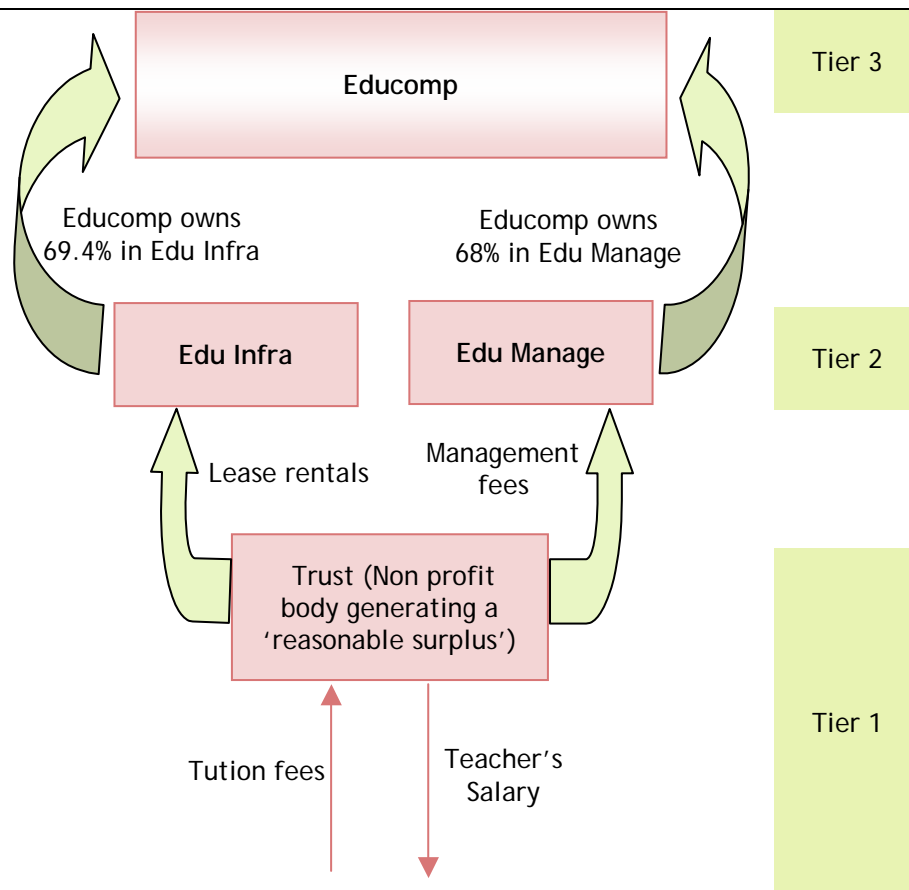 Educomp
Tier 3
Educomp owns
69.4% in Edu Infra
Educomp owns
68% in Edu Manage
Edu Infra
Edu Manage
Tier 2
Lease rentals
Management
fees
Trust (Non profit
body generating a
‘reasonable surplus’)
Tier 1
Tution fees
Teacher’s
Salary